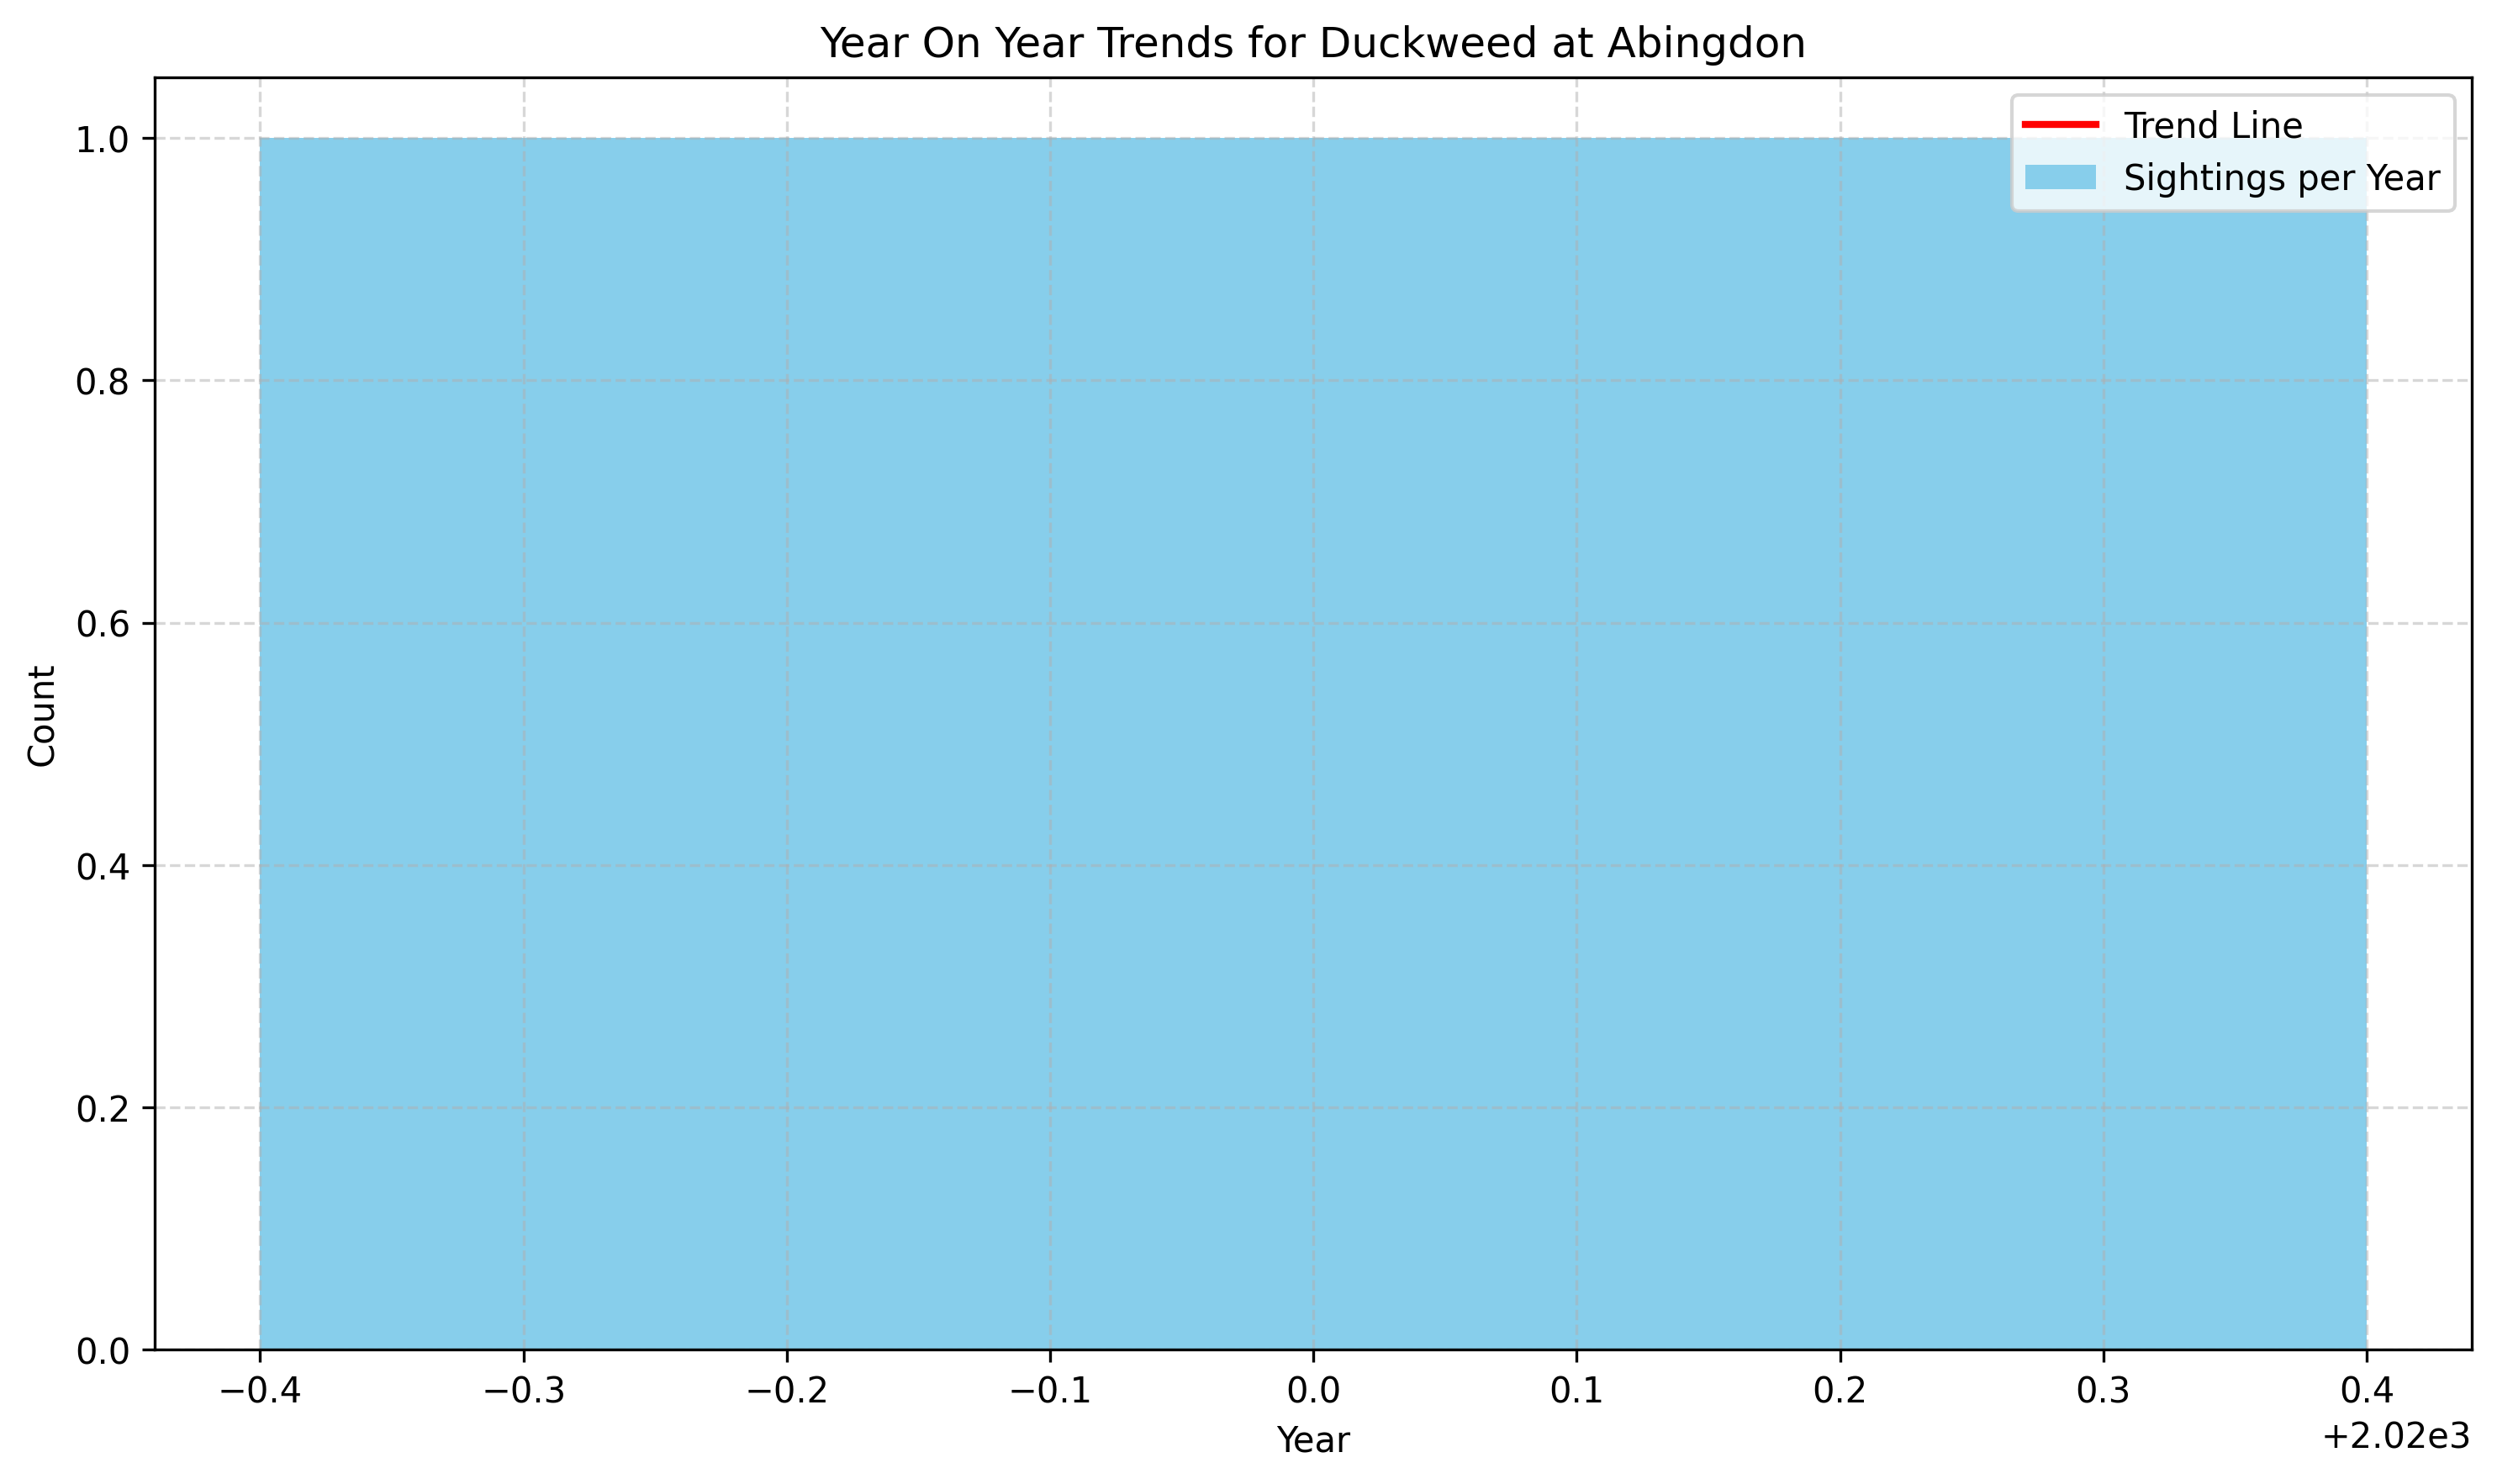 Year On Year Trends for Duckweed at Abingdon
Trend Line
Sightings per Year
1.0
0.8
0.6
0.4
0.2
0.0
Count
−0.4 −0.3 −0.2 −0.1 0.0 0.1 0.2 0.3 0.4
Year
+2.02e3